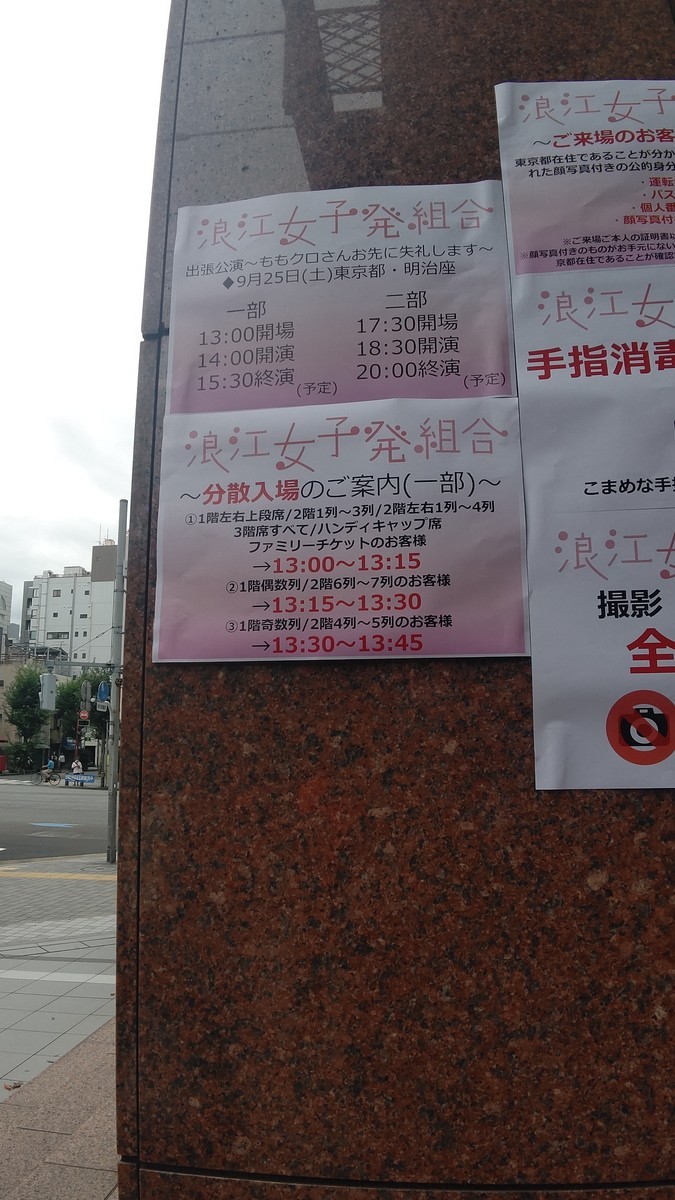 浪江女子発組合
出張公演～ももクロさんお先に失礼します～
◆9月25日(土)東京都・明治座
一部
13:00開場
14:00開演
15:30終演(予定)
二部
17:30開場
18:30開演
20:00終演(予定)
浪江女子発組合
～分散入場のご案内(一部)～
①1階左右上段席/2階1列～3列/2階左右1列～4列
3階席すべて/ハンディキャップ席
ファミリーチケットのお客様
→13:00～13:15
②1階偶数列/2階6列～7列のお客様
→13:15～13:30
③1階奇数列/2階4列～5列のお客様
→13:30～13:45
浪江女子
～ご来場のお客
東京都在住であることが分か
れた顔写真付きの公的身分
・運転
・パス
・個人番
・顔写真付
※ご来場ご本人の証明書
※顔写真付きのものがお手元にない
京都在住であることが確認
浪江女
手指消毒
こまめな手指
浪江女
撮影
全